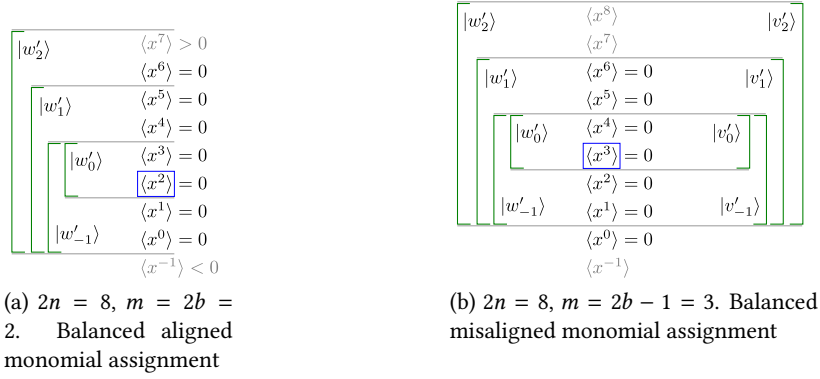 |w′₂⟩ ⟨x⁷⟩ > 0
⟨x⁶⟩ = 0
|w′₁⟩ ⟨x⁵⟩ = 0
⟨x⁴⟩ = 0
|w′₀⟩ ⟨x³⟩ = 0
⟨x²⟩ = 0
⟨x¹⟩ = 0
|w′₋₁⟩ ⟨x⁰⟩ = 0
⟨x⁻¹⟩ < 0
(a) 2n = 8, m = 2b =
2. Balanced aligned
monomial assignment
|w′₂⟩ ⟨x⁸⟩ |v′₂⟩
⟨x⁷⟩
|w′₁⟩ ⟨x⁶⟩ = 0 |v′₁⟩
⟨x⁵⟩ = 0
|w′₀⟩ ⟨x⁴⟩ = 0 |v′₀⟩
⟨x³⟩ = 0
⟨x²⟩ = 0
|w′₋₁⟩ ⟨x¹⟩ = 0 |v′₋₁⟩
⟨x⁰⟩ = 0
⟨x⁻¹⟩
(b) 2n = 8, m = 2b − 1 = 3. Balanced
misaligned monomial assignment